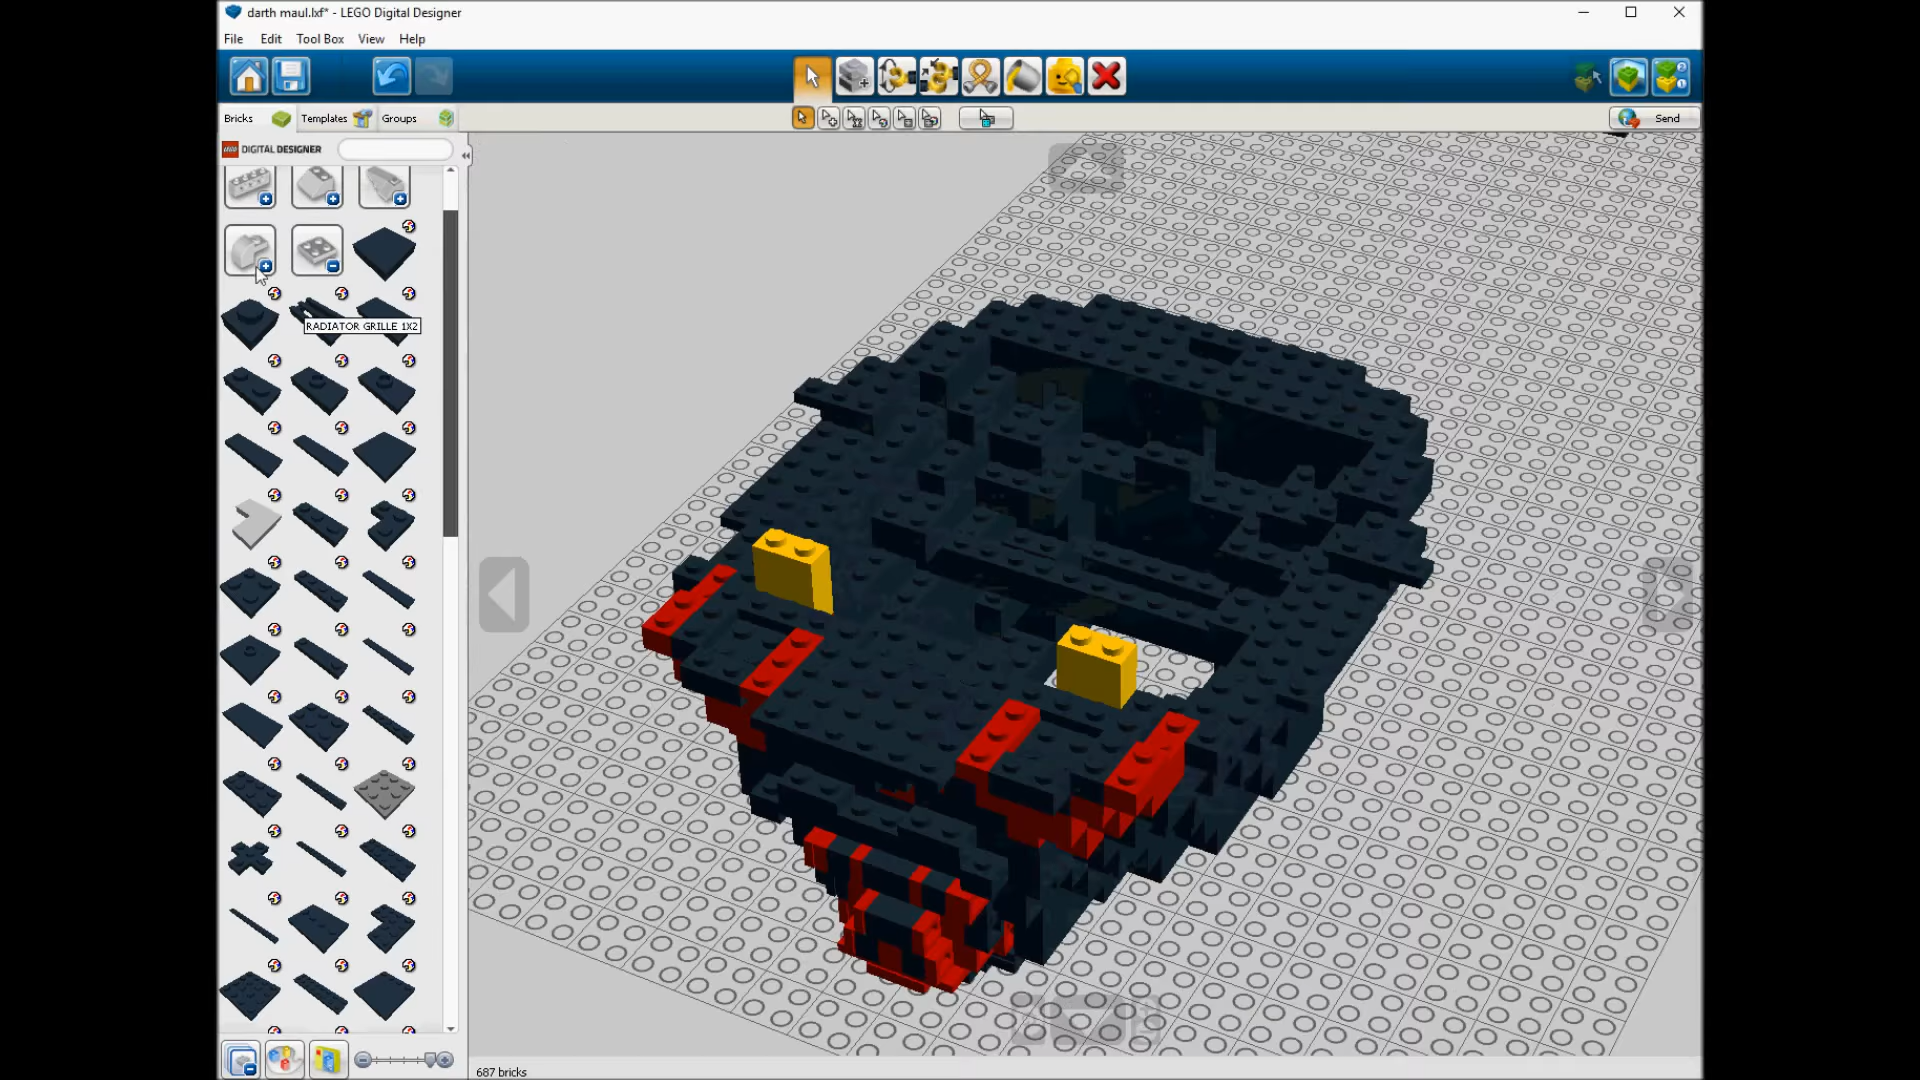 darth maul.lxf* - LEGO Digital Designer
File Edit Tool Box View Help
Bricks Templates Groups
Send
LEGO DIGITAL DESIGNER
RADIATOR GRILLE 1X2
687 bricks